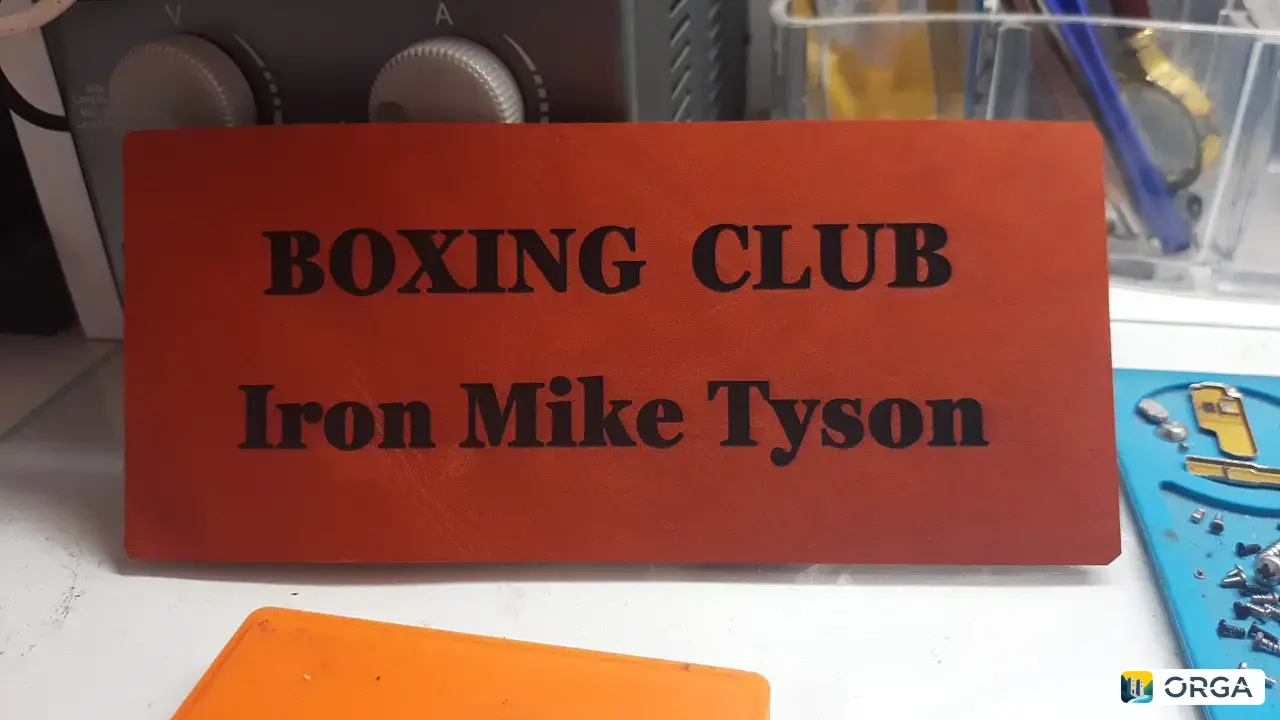 V A
BOXING CLUB
Iron Mike Tyson
ORGA